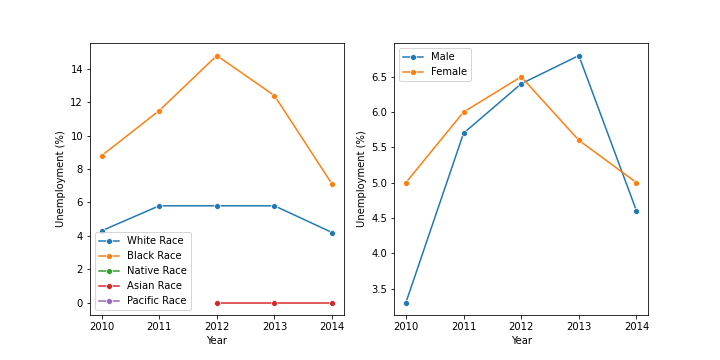 14
12
10
8
6
4
2
0
Unemployment (%)
White Race
Black Race
Native Race
Asian Race
Pacific Race
2010 2011 2012 2013 2014
Year
Male
Female
6.5
6.0
5.5
5.0
4.5
4.0
3.5
Unemployment (%)
2010 2011 2012 2013 2014
Year